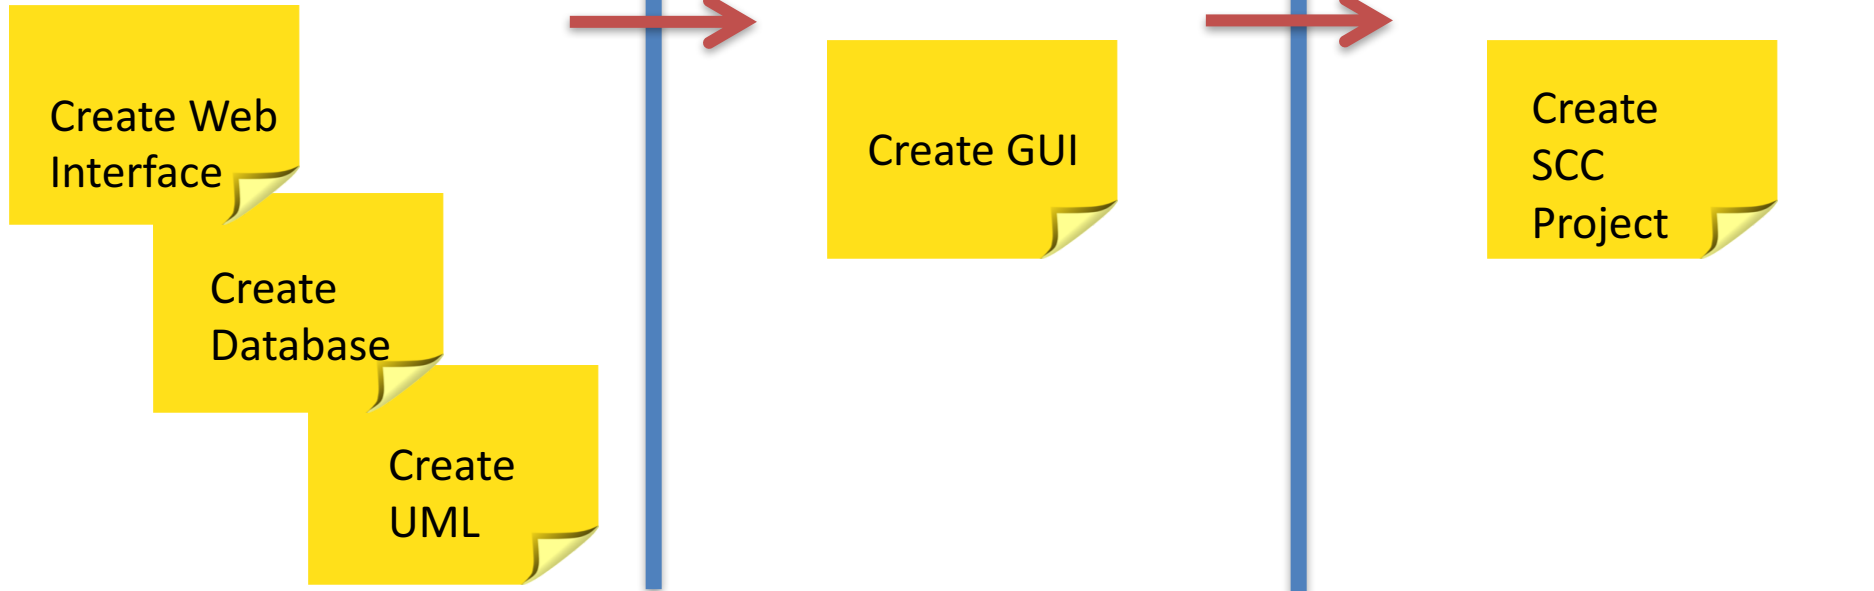 Create Web
Interface
Create
Database
Create
UML
Create GUI
Create
SCC
Project